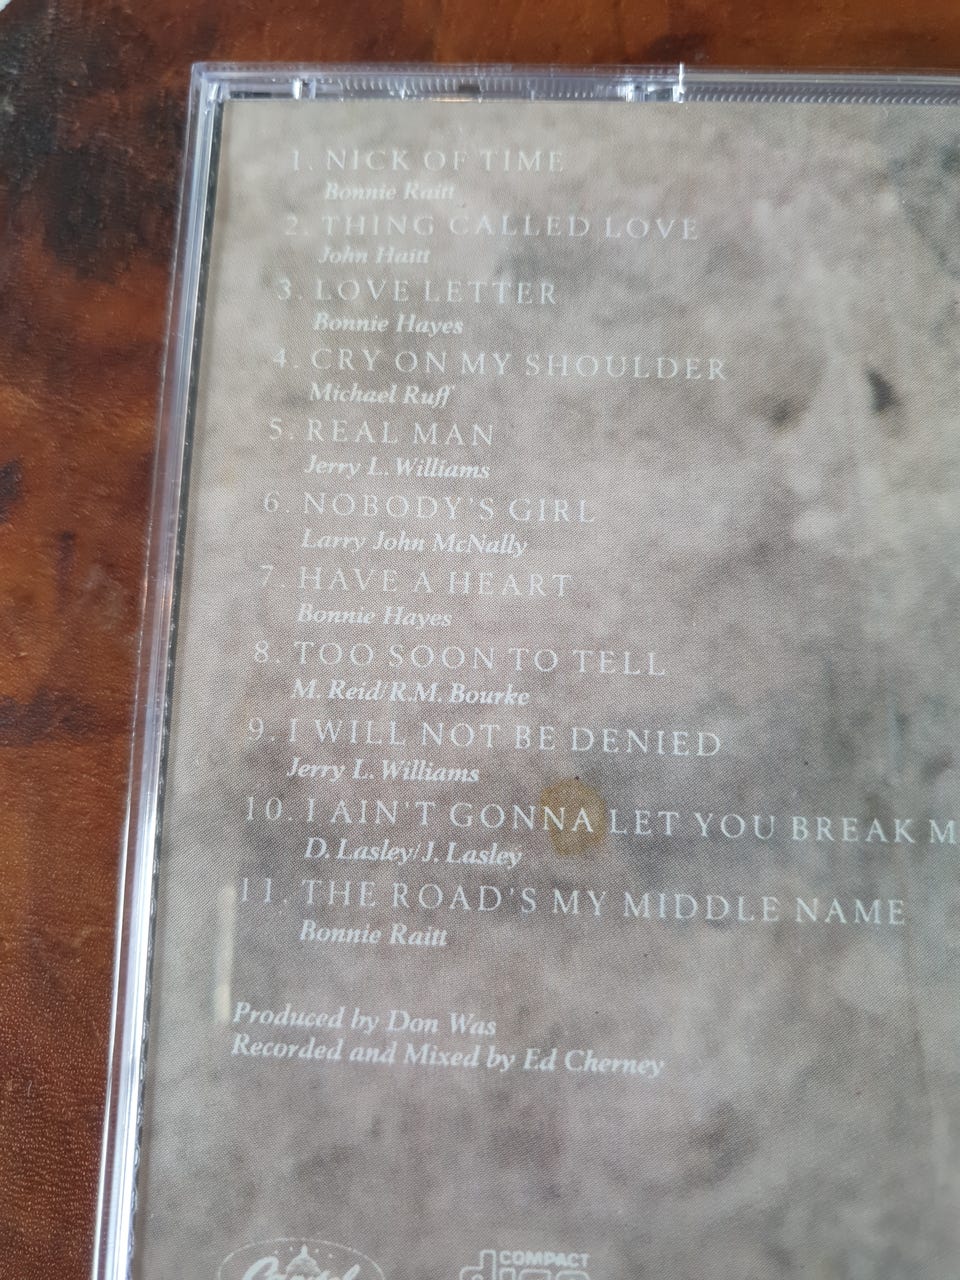 1. NICK OF TIME
Bonnie Raitt
2. THING CALLED LOVE
John Haitt
3. LOVE LETTER
Bonnie Hayes
4. CRY ON MY SHOULDER
Michael Ruff
5. REAL MAN
Jerry L. Williams
6. NOBODY'S GIRL
Larry John McNally
7. HAVE A HEART
Bonnie Hayes
8. TOO SOON TO TELL
M. Reid/R.M. Bourke
9. I WILL NOT BE DENIED
Jerry L. Williams
10. I AIN'T GONNA LET YOU BREAK M
D. Lasley/J. Lasley
11. THE ROAD'S MY MIDDLE NAME
Bonnie Raitt
Produced by Don Was
Recorded and Mixed by Ed Cherney
Capitol
COMPACT
disc